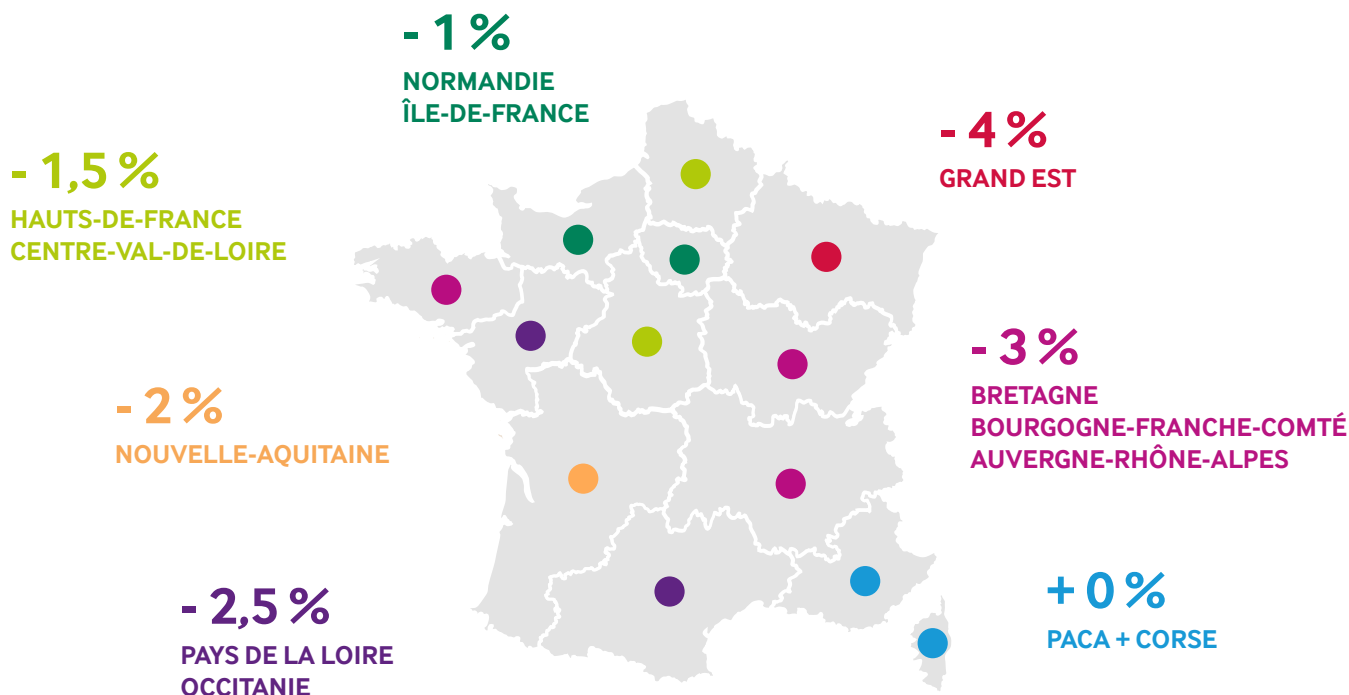 - 1 %
NORMANDIE
ÎLE-DE-FRANCE
- 4 %
GRAND EST
- 1,5 %
HAUTS-DE-FRANCE
CENTRE-VAL-DE-LOIRE
- 3 %
BRETAGNE
BOURGOGNE-FRANCHE-COMTÉ
AUVERGNE-RHÔNE-ALPES
- 2 %
NOUVELLE-AQUITAINE
+ 0 %
PACA + CORSE
- 2,5 %
PAYS DE LA LOIRE
OCCITANIE